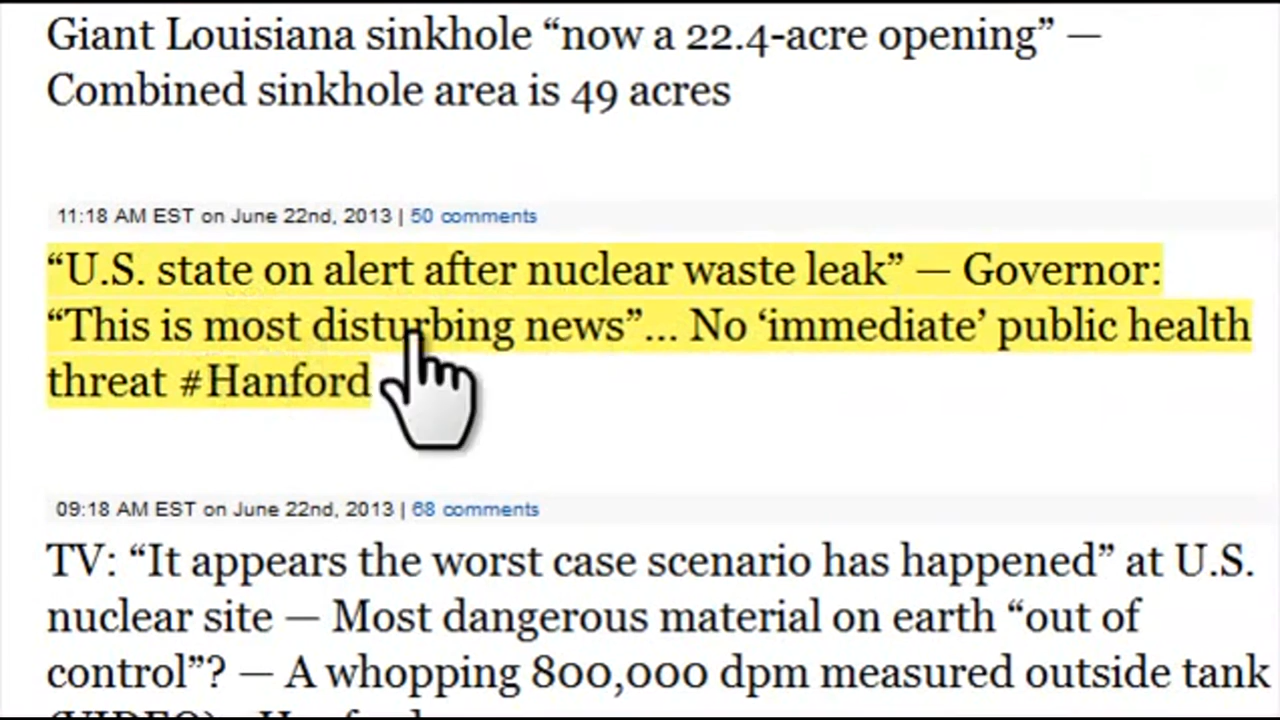 Giant Louisiana sinkhole “now a 22.4-acre opening” —
Combined sinkhole area is 49 acres
11:18 AM EST on June 22nd, 2013 | 50 comments
“U.S. state on alert after nuclear waste leak” — Governor:
“This is most disturbing news”... No ‘immediate’ public health
threat #Hanford
09:18 AM EST on June 22nd, 2013 | 68 comments
TV: “It appears the worst case scenario has happened” at U.S.
nuclear site — Most dangerous material on earth “out of
control”? — A whopping 800,000 dpm measured outside tank